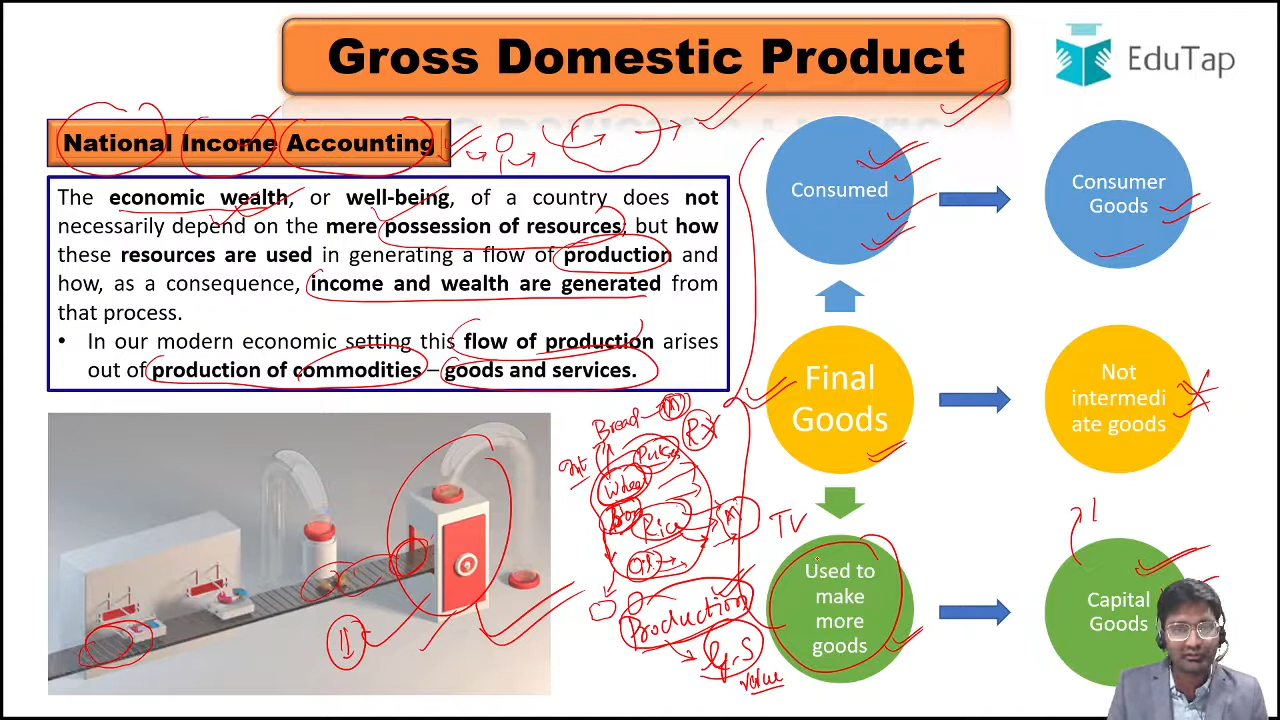 Gross Domestic Product
EduTap
National Income Accounting
The economic wealth, or well-being, of a country does not
necessarily depend on the mere possession of resources, but how
these resources are used in generating a flow of production and
how, as a consequence, income and wealth are generated from
that process.
• In our modern economic setting this flow of production arises
out of production of commodities – goods and services.
Consumed
Consumer
Goods
Final
Goods
Not
intermedi
ate goods
Used to
make
more
goods
Capital
Goods
Bread
Pulses
Wheat
Rice
Oil
TV
Production
G.S
value